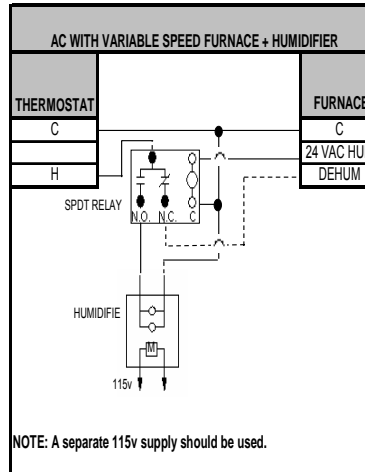 AC WITH VARIABLE SPEED FURNACE + HUMIDIFIER
THERMOSTAT
FURNACE
C
C
24 VAC HU
H
DEHUM
SPDT RELAY
N.O. N.C. C
HUMIDIFIE
M
115v
NOTE: A separate 115v supply should be used.